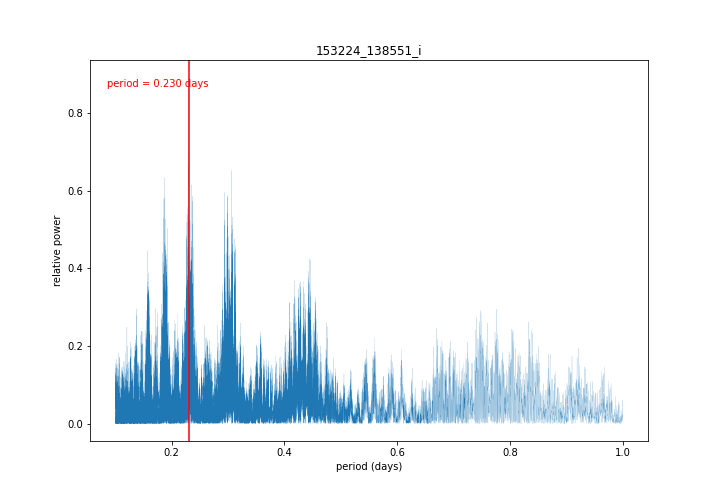 153224_138551_i
period = 0.230 days
0.8
0.6
0.4
0.2
0.0
relative power
0.2 0.4 0.6 0.8 1.0
period (days)